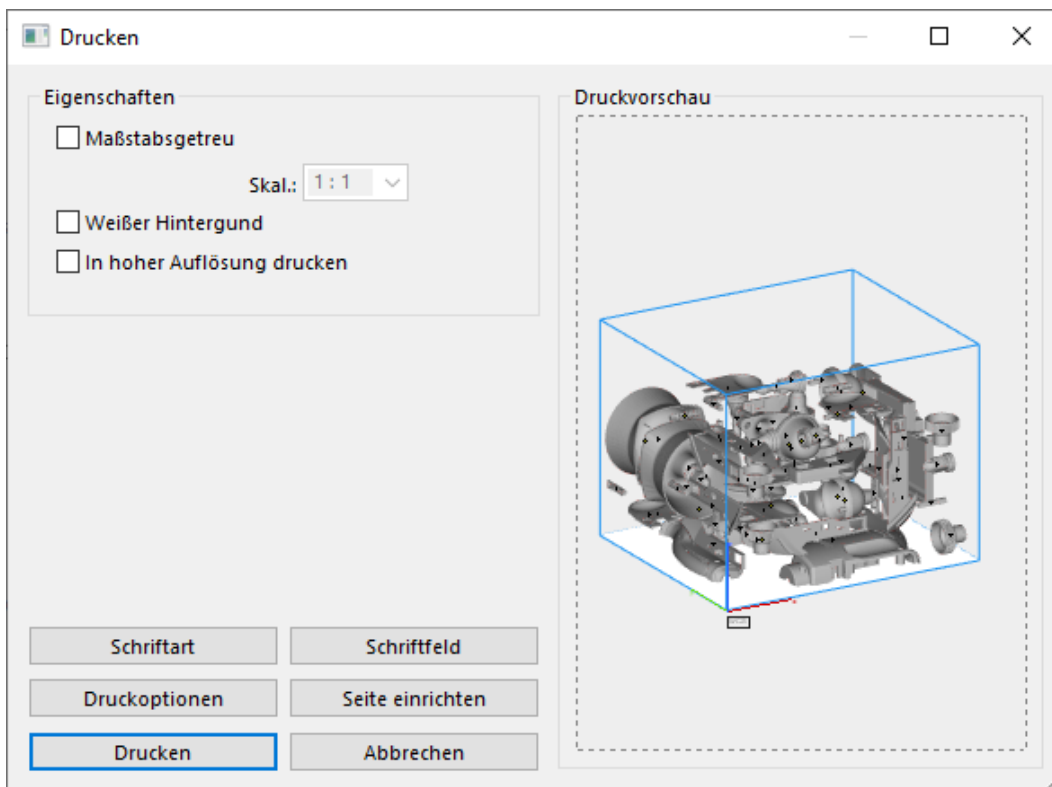 Drucken
Eigenschaften
Maßstabsgetreu
Skal.: 1 : 1
Weißer Hintergund
In hoher Auflösung drucken
Schriftart
Schriftfeld
Druckoptionen
Seite einrichten
Drucken
Abbrechen
Druckvorschau